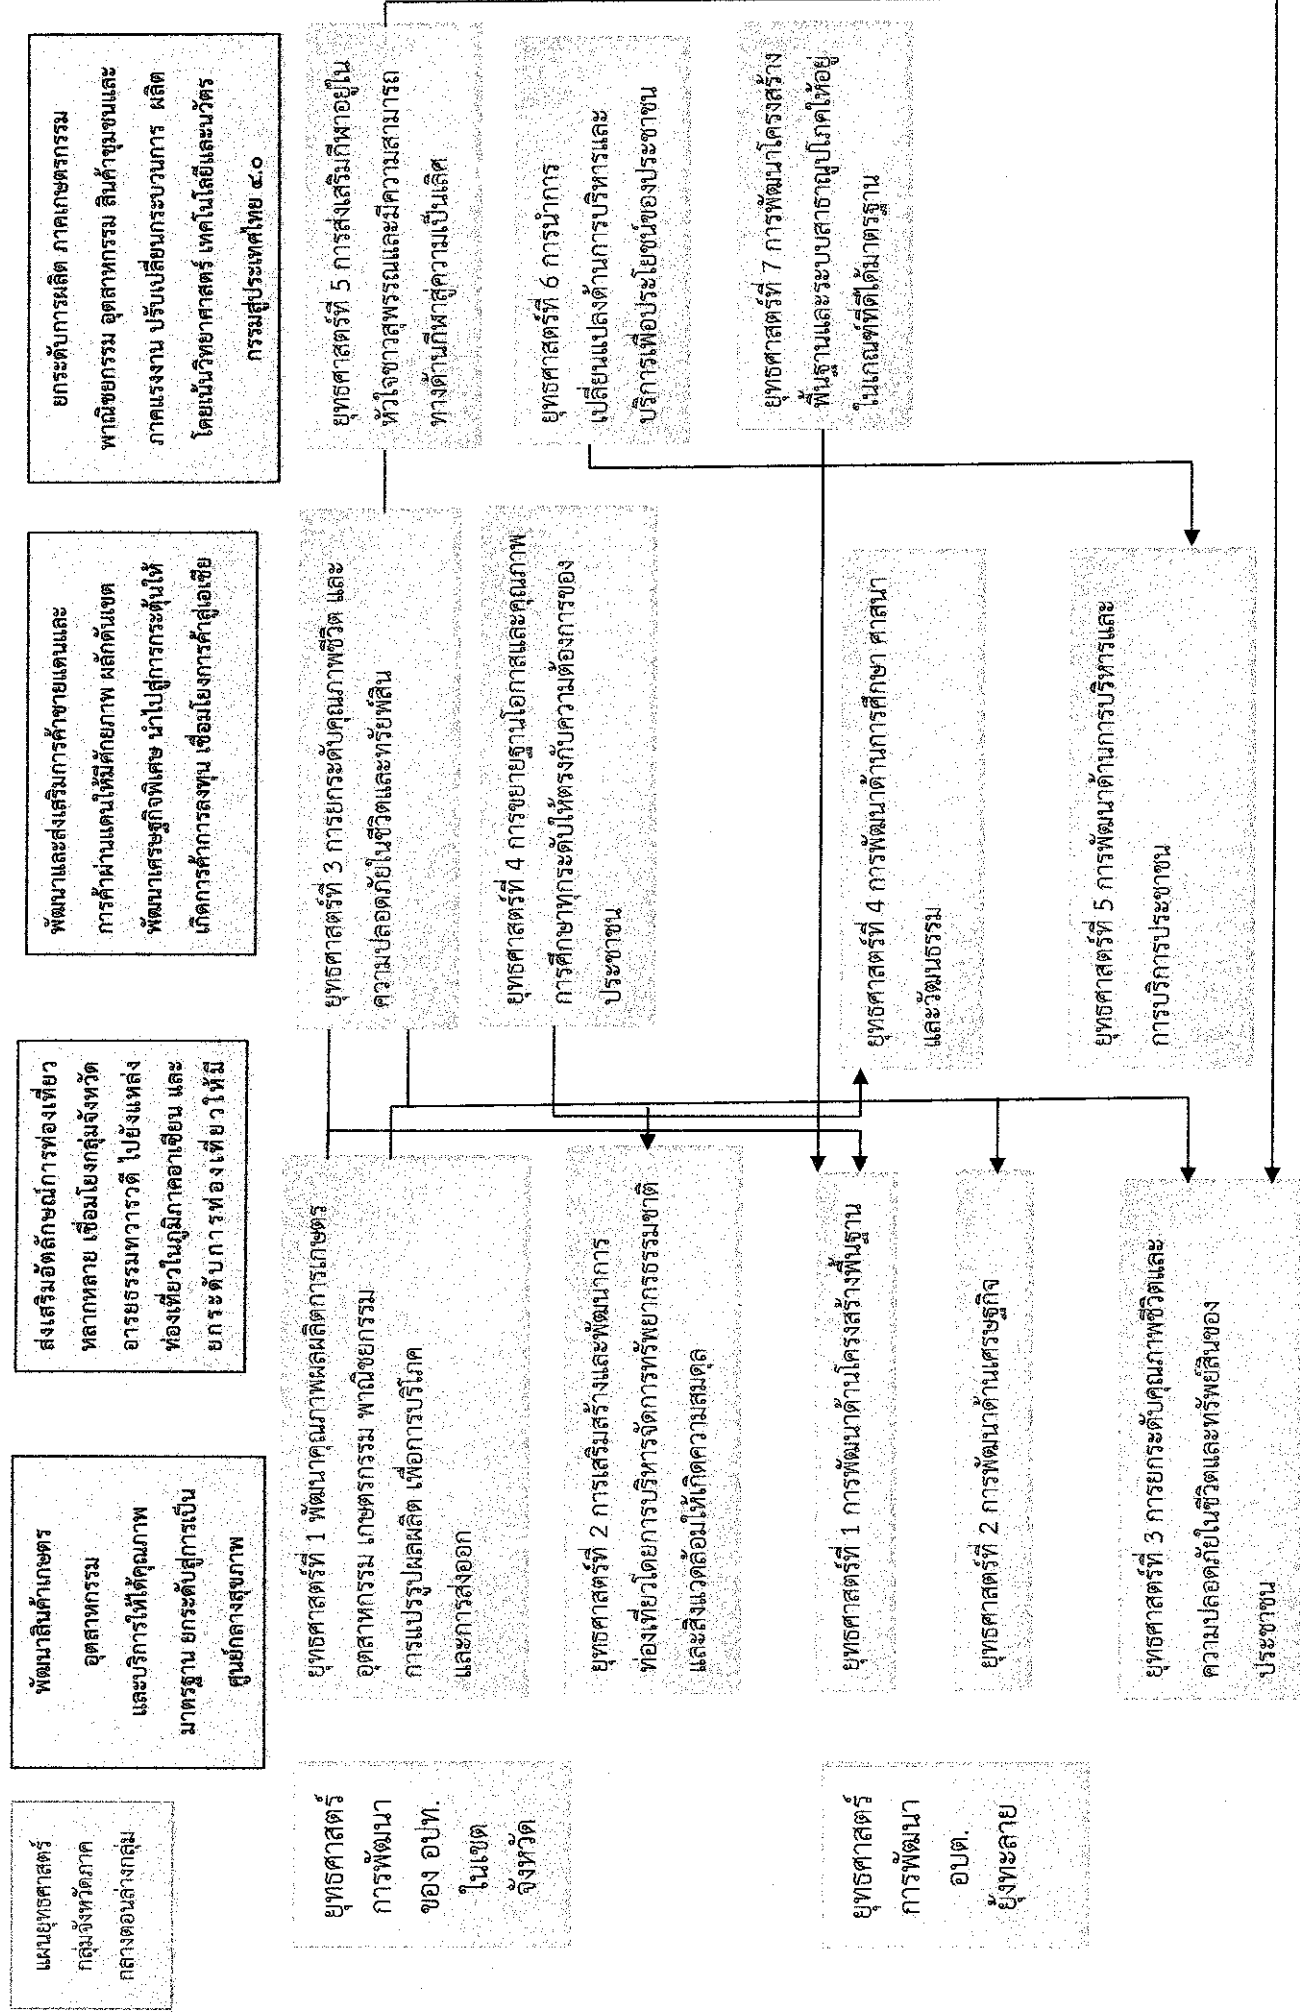 แผนยุทธศาสตร์
กลุ่มจังหวัดภาค
กลางตอนล่างกลุ่ม
พัฒนาสินค้าเกษตร
อุตสาหกรรม
และบริการให้ได้คุณภาพ
มาตรฐาน ยกระดับสู่การเป็น
ศูนย์กลางสุขภาพ
ส่งเสริมอัตลักษณ์การท่องเที่ยว
หลากหลาย เชื่อมโยงกลุ่มจังหวัด
อารยธรรมทวารวดี ไปยังแหล่ง
ท่องเที่ยวในภูมิภาคอาเซียน และ
ยกระดับการท่องเที่ยวให้มี
พัฒนาและส่งเสริมการค้าชายแดนและ
การค้าผ่านแดนให้มีศักยภาพ ผลักดันเขต
พัฒนาเศรษฐกิจพิเศษ นำไปสู่การกระตุ้นให้
เกิดการค้าการลงทุน เชื่อมโยงการค้าสู่เอเชีย
ยกระดับการผลิต ภาคเกษตรกรรม
พาณิชยกรรม อุตสาหกรรม สินค้าชุมชนและ
ภาคแรงงาน ปรับเปลี่ยนกระบวนการ ผลิต
โดยเน้นวิทยาศาสตร์ เทคโนโลยีและนวัตร
กรรมสู่ประเทศไทย ๔.๐
ยุทธศาสตร์
การพัฒนา
ของ อปท.
ในเขต
จังหวัด
ยุทธศาสตร์ที่ 1 พัฒนาคุณภาพผลผลิตการเกษตร
อุตสาหกรรม เกษตรกรรม พาณิชยกรรม
การแปรรูปผลผลิต เพื่อการบริโภค
และการส่งออก
ยุทธศาสตร์ที่ 2 การเสริมสร้างและพัฒนาการ
ท่องเที่ยวโดยการบริหารจัดการทรัพยากรธรรมชาติ
และสิ่งแวดล้อมให้เกิดความสมดุล
ยุทธศาสตร์ที่ 3 การยกระดับคุณภาพชีวิต และ
ความปลอดภัยในชีวิตและทรัพย์สิน
ยุทธศาสตร์ที่ 4 การขยายฐานโอกาสและคุณภาพ
การศึกษาทุกระดับให้ตรงกับความต้องการของ
ประชาชน
ยุทธศาสตร์ที่ 5 การส่งเสริมกีฬาอยู่ใน
หัวใจชาวสุพรรณและมีความสามารถ
ทางด้านกีฬาสู่ความเป็นเลิศ
ยุทธศาสตร์ที่ 6 การนำการ
เปลี่ยนแปลงด้านการบริหารและ
บริการเพื่อประโยชน์ของประชาชน
ยุทธศาสตร์ที่ 7 การพัฒนาโครงสร้าง
พื้นฐานและระบบสาธาณูปโภคให้อยู่
ในเกณฑ์ที่ดีได้มาตรฐาน
ยุทธศาสตร์
การพัฒนา
อบต.
ยุ้งทะลาย
ยุทธศาสตร์ที่ 1 การพัฒนาด้านโครงสร้างพื้นฐาน
ยุทธศาสตร์ที่ 2 การพัฒนาด้านเศรษฐกิจ
ยุทธศาสตร์ที่ 3 การยกระดับคุณภาพชีวิตและ
ความปลอดภัยในชีวิตและทรัพย์สินของ
ประชาชน
ยุทธศาสตร์ที่ 4 การพัฒนาด้านการศึกษา ศาสนา
และวัฒนธรรม
ยุทธศาสตร์ที่ 5 การพัฒนาด้านการบริหารและ
การบริการประชาชน